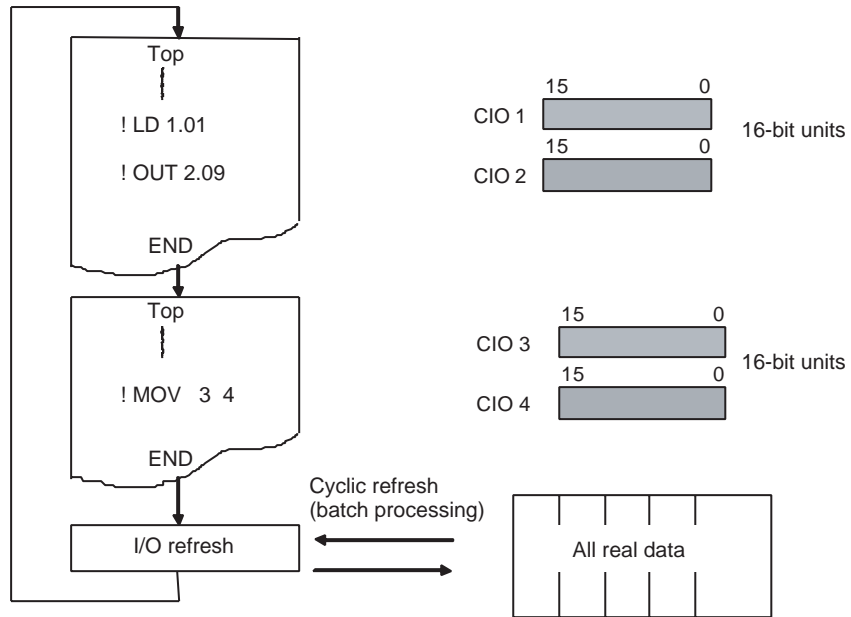 Top
! LD 1.01
! OUT 2.09
END
15 0
CIO 1
15 0
CIO 2
16-bit units
Top
! MOV 3 4
END
15 0
CIO 3
15 0
CIO 4
16-bit units
Cyclic refresh
(batch processing)
I/O refresh
All real data